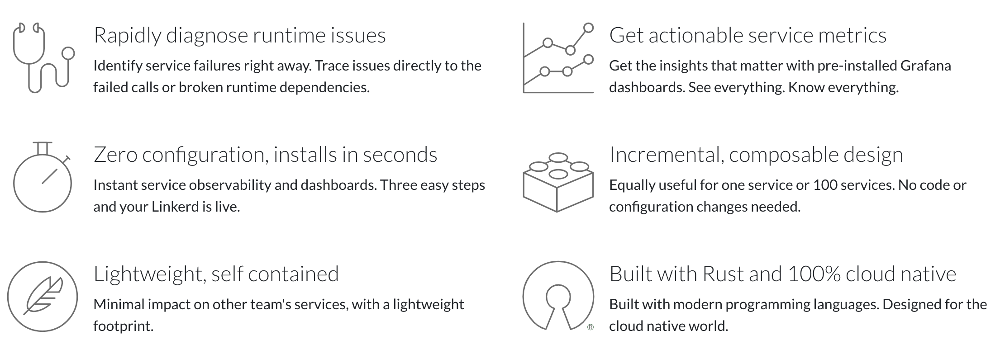 Rapidly diagnose runtime issues
Identify service failures right away. Trace issues directly to the
failed calls or broken runtime dependencies.
Get actionable service metrics
Get the insights that matter with pre-installed Grafana
dashboards. See everything. Know everything.
Zero configuration, installs in seconds
Instant service observability and dashboards. Three easy steps
and your Linkerd is live.
Incremental, composable design
Equally useful for one service or 100 services. No code or
configuration changes needed.
Lightweight, self contained
Minimal impact on other team's services, with a lightweight
footprint.
®
Built with Rust and 100% cloud native
Built with modern programming languages. Designed for the
cloud native world.